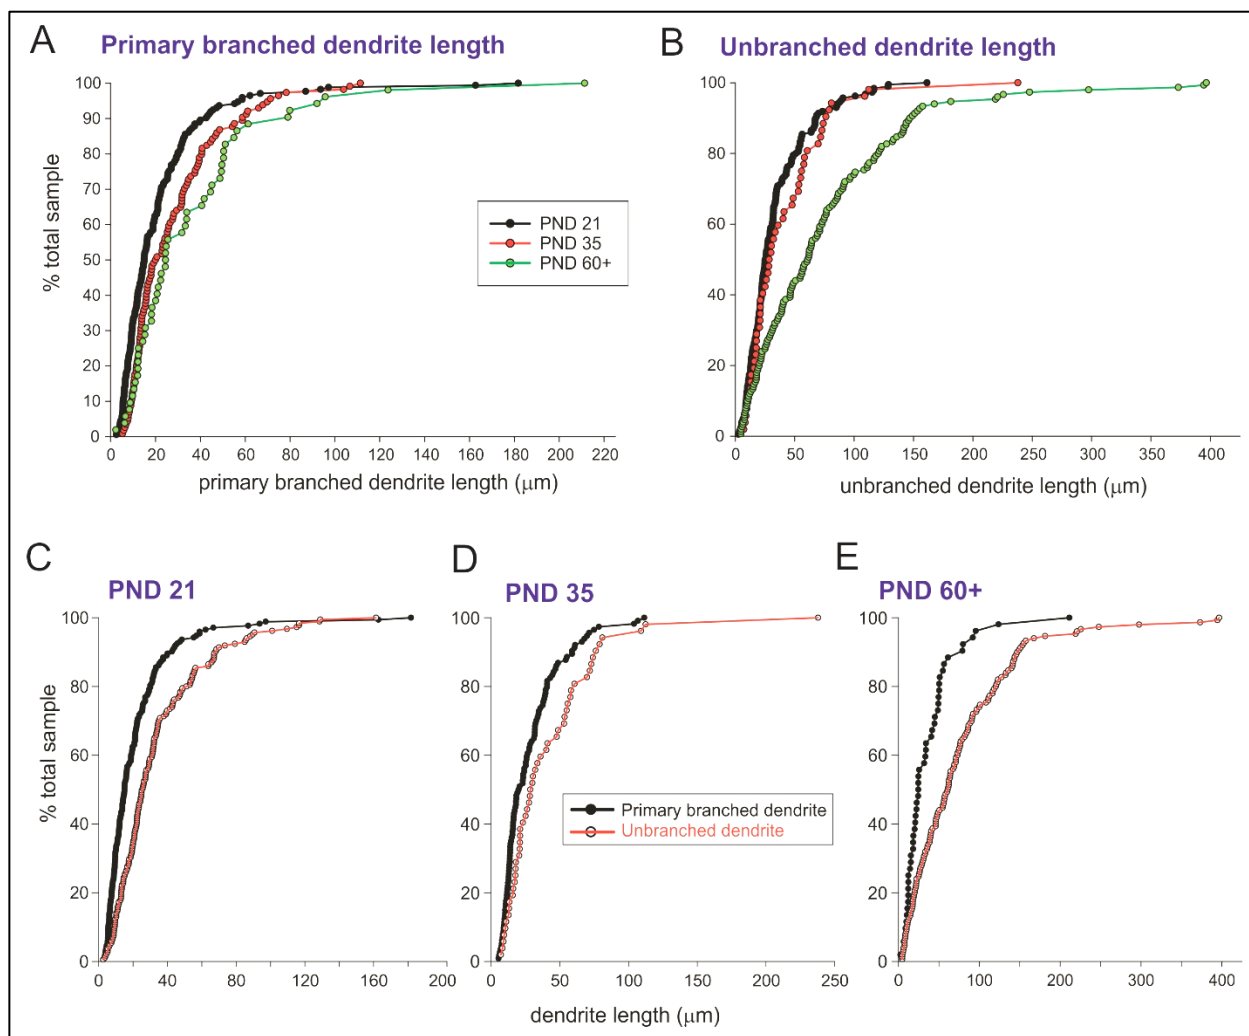 A Primary branched dendrite length
100
90
80
70
60
50
40
30
20
10
0
% total sample
PND 21
PND 35
PND 60+
0 20 40 60 80 100 120 140 160 180 200 220
primary branched dendrite length (μm)
B Unbranched dendrite length
100
80
60
40
20
0
0 50 100 150 200 250 300 350 400
unbranched dendrite length (μm)
C PND 21
100
80
60
40
20
0
% total sample
0 40 80 120 160 200
D PND 35
100
80
60
40
20
0
Primary branched dendrite
Unbranched dendrite
0 50 100 150 200 250
dendrite length (μm)
E PND 60+
100
80
60
40
20
0
0 100 200 300 400